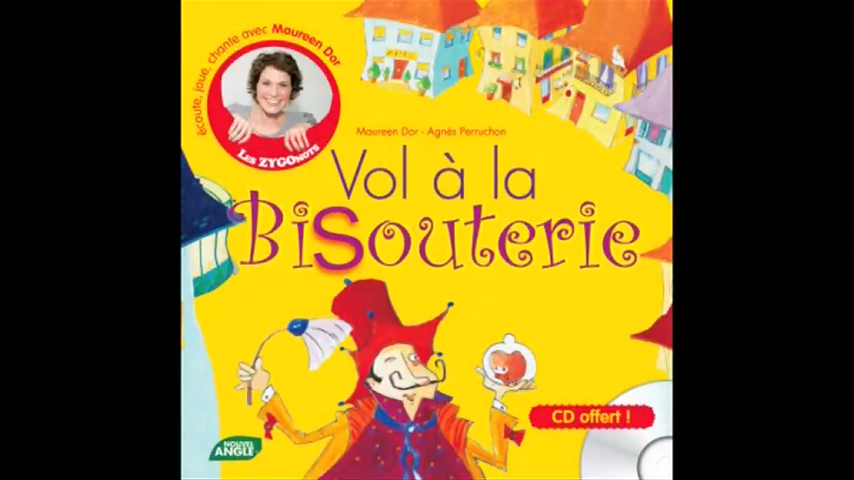 écoute, joue, chante avec Maureen Dor
LES ZYGOMOTS
Maureen Dor - Agnès Perruchon
Vol à la
BiSouterie
CD offert !
NOUVEL
ANGLE